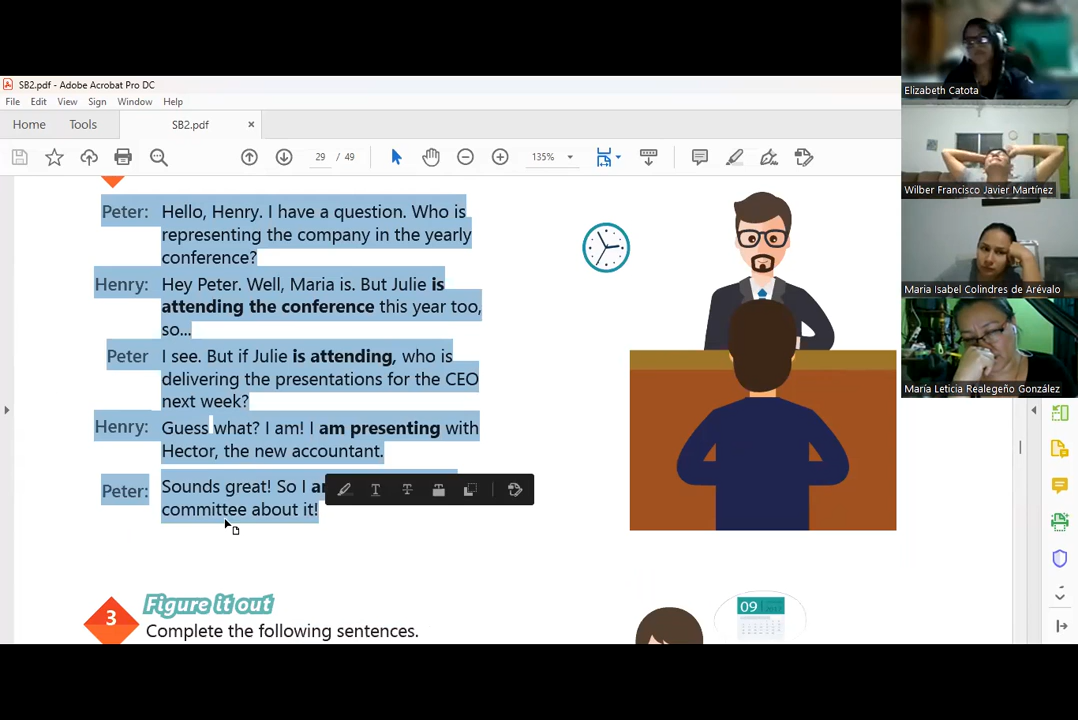 SB2.pdf - Adobe Acrobat Pro DC
File Edit View Sign Window Help
Home Tools SB2.pdf ×
29 / 49 135%
Peter: Hello, Henry. I have a question. Who is
representing the company in the yearly
conference?
Henry: Hey Peter. Well, Maria is. But Julie is
attending the conference this year too,
so...
Peter I see. But if Julie is attending, who is
delivering the presentations for the CEO
next week?
Henry: Guess what? I am! I am presenting with
Hector, the new accountant.
Peter: Sounds great! So I
committee about it!
3 Figure it out
Complete the following sentences.
09
Elizabeth Catota
Wilber Francisco Javier Martínez
Maria Isabel Colindres de Arévalo
María Leticia Realegeño González